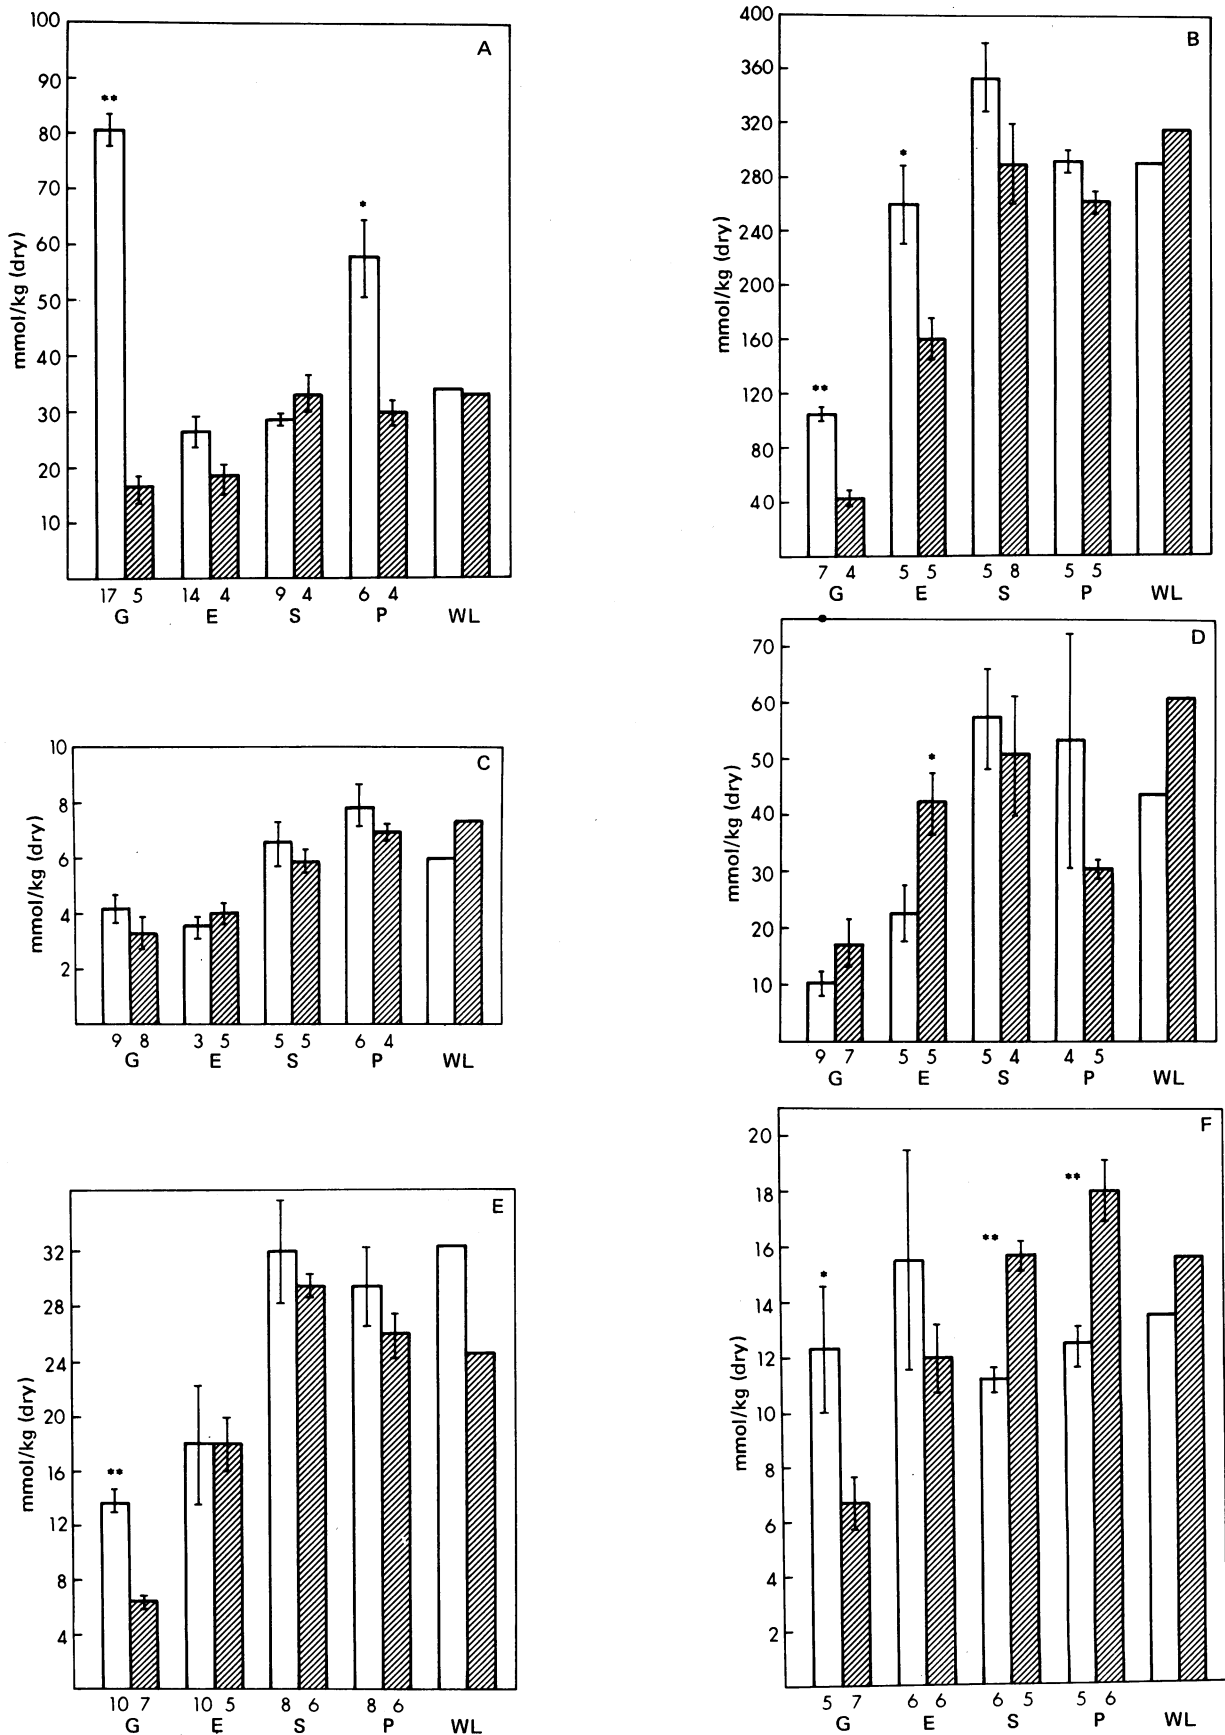 A
100
90
80
70
60
50
40
30
20
10
mmol/kg (dry)
**
*
17 5 14 4 9 4 6 4
G E S P WL
B
400
360
320
280
240
200
160
120
80
40
mmol/kg (dry)
**
*
7 4 5 5 5 8 5 5
G E S P WL
C
10
8
6
4
2
mmol/kg (dry)
9 8 3 5 5 5 6 4
G E S P WL
D
70
60
50
40
30
20
10
mmol/kg (dry)
*
9 7 5 5 5 4 4 5
G E S P WL
E
32
28
24
20
16
12
8
4
mmol/kg (dry)
**
10 7 10 5 8 6 8 6
G E S P WL
F
20
18
16
14
12
10
8
6
4
2
mmol/kg (dry)
*
**
**
5 7 6 6 6 5 5 6
G E S P WL